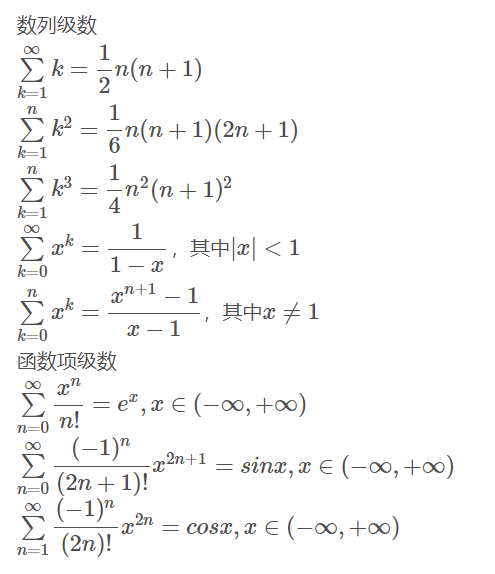 数列级数
$\sum_{k=1}^{\infty} k = \frac{1}{2}n(n+1)$
$\sum_{k=1}^{n} k^2 = \frac{1}{6}n(n+1)(2n+1)$
$\sum_{k=1}^{n} k^3 = \frac{1}{4}n^2(n+1)^2$
$\sum_{k=0}^{\infty} x^k = \frac{1}{1-x}$，其中$|x| < 1$
$\sum_{k=0}^{n} x^k = \frac{x^{n+1}-1}{x-1}$，其中$x \neq 1$
函数项级数
$\sum_{n=0}^{\infty} \frac{x^n}{n!} = e^x, x \in (-\infty, +\infty)$
$\sum_{n=0}^{\infty} \frac{(-1)^n}{(2n+1)!}x^{2n+1} = sinx, x \in (-\infty, +\infty)$
$\sum_{n=1}^{\infty} \frac{(-1)^n}{(2n)!}x^{2n} = cosx, x \in (-\infty, +\infty)$